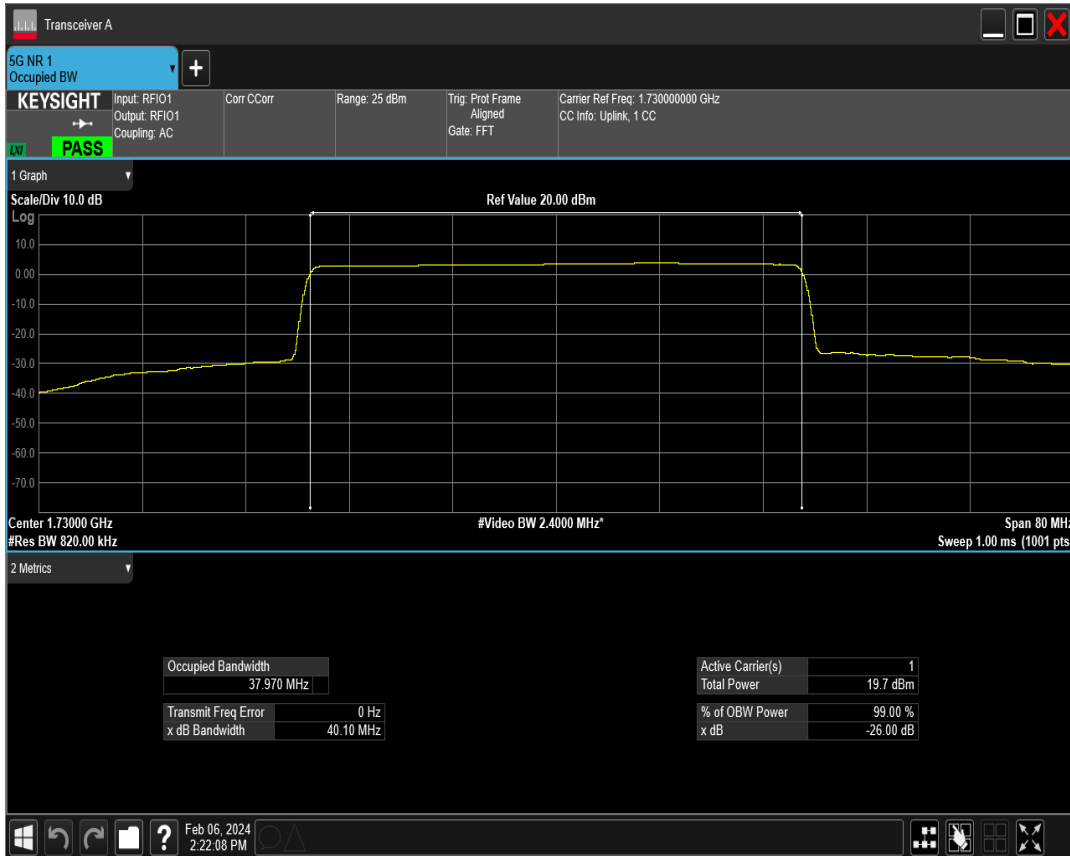 Transceiver A
5G NR 1
Occupied BW
KEYSIGHT
LXI
PASS
Input: RFIO1
Output: RFIO1
Coupling: AC
Corr CCorr
Range: 25 dBm
Trig: Prot Frame
Aligned
Gate: FFT
Carrier Ref Freq: 1.730000000 GHz
CC Info: Uplink, 1 CC
1 Graph
Scale/Div 10.0 dB
Ref Value 20.00 dBm
Log
10.0
0.00
-10.0
-20.0
-30.0
-40.0
-50.0
-60.0
-70.0
Center 1.73000 GHz
#Video BW 2.4000 MHz*
Span 80 MHz
#Res BW 820.00 kHz
Sweep 1.00 ms (1001 pts
2 Metrics
Occupied Bandwidth
37.970 MHz
Transmit Freq Error 0 Hz
x dB Bandwidth 40.10 MHz
Active Carrier(s) 1
Total Power 19.7 dBm
% of OBW Power 99.00 %
x dB -26.00 dB
?
Feb 06, 2024
2:22:08 PM